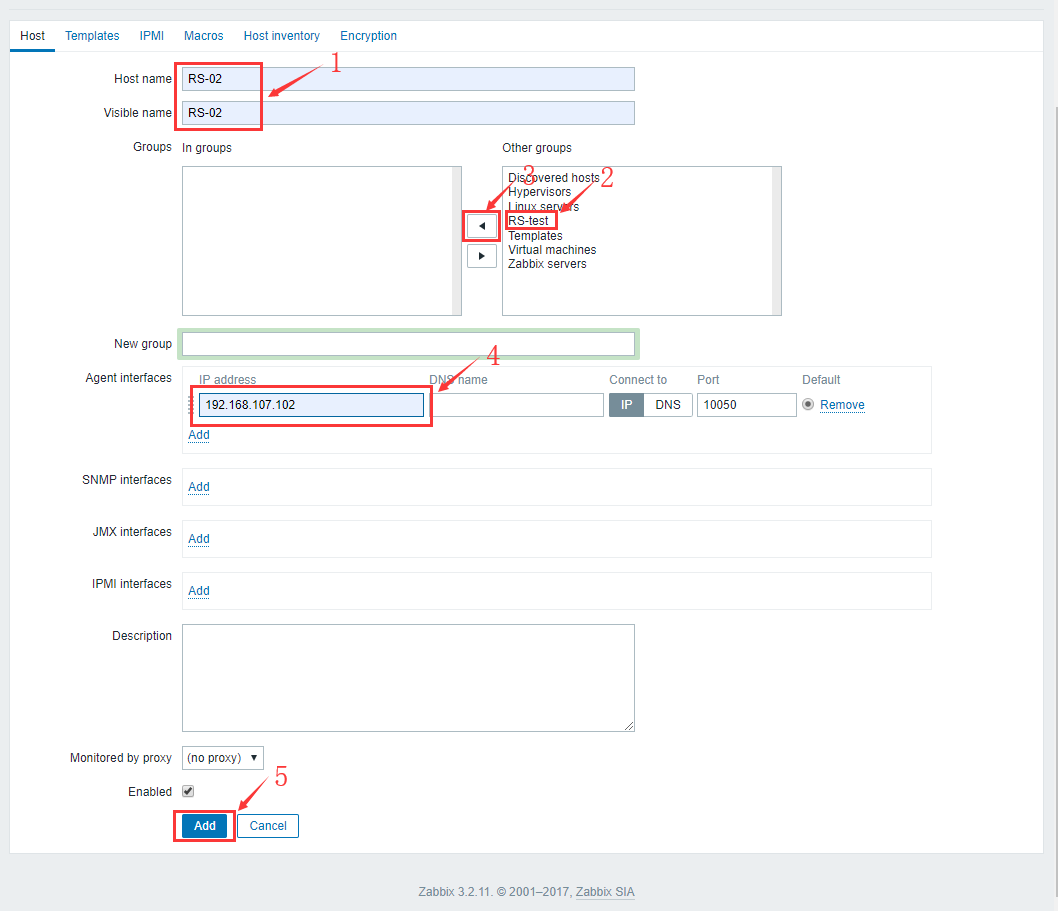 Host Templates IPMI Macros Host inventory Encryption
1
Host name RS-02
Visible name RS-02
Groups In groups Other groups
Discovered hosts
3 2
Hypervisors
Linux servers
RS-test
Templates
Virtual machines
Zabbix servers
New group
4
Agent interfaces IP address DNS name Connect to Port Default
192.168.107.102 IP DNS 10050 Remove
Add
SNMP interfaces Add
JMX interfaces Add
IPMI interfaces Add
Description
Monitored by proxy (no proxy)
5
Enabled
Add Cancel
Zabbix 3.2.11. © 2001–2017, Zabbix SIA